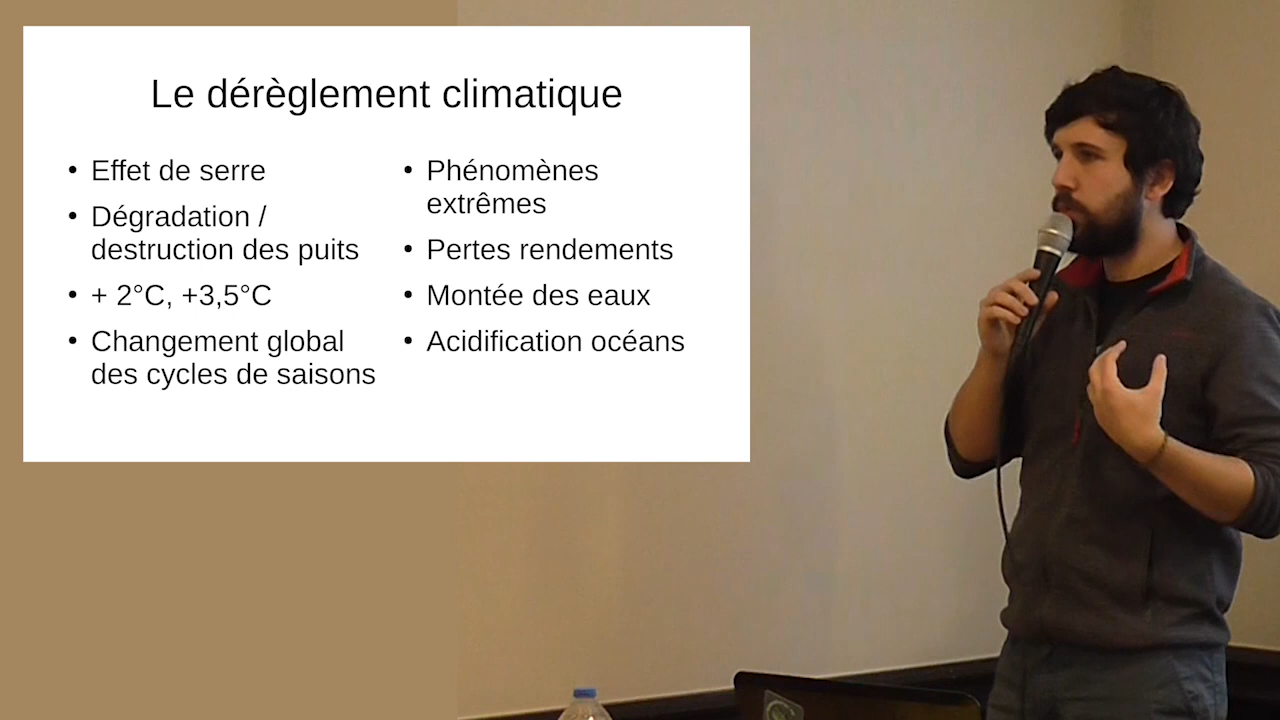 Le dérèglement climatique
• Effet de serre
• Dégradation /
destruction des puits
• + 2°C, +3,5°C
• Changement global
des cycles de saisons
• Phénomènes
extrêmes
• Pertes rendements
• Montée des eaux
• Acidification océans